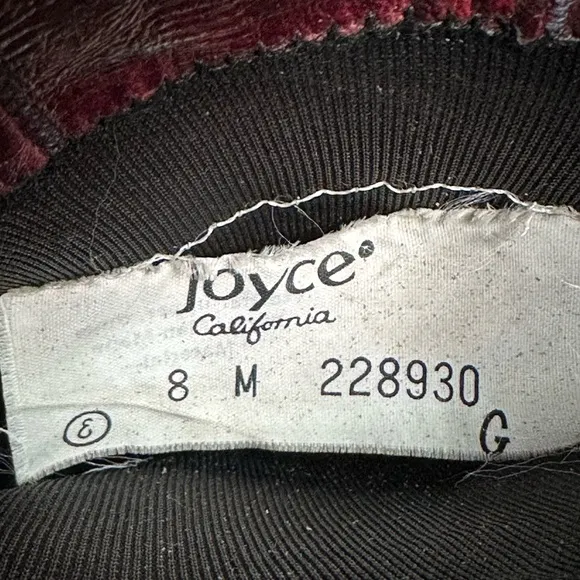 Joyce®
California
8 M 228930
ε G